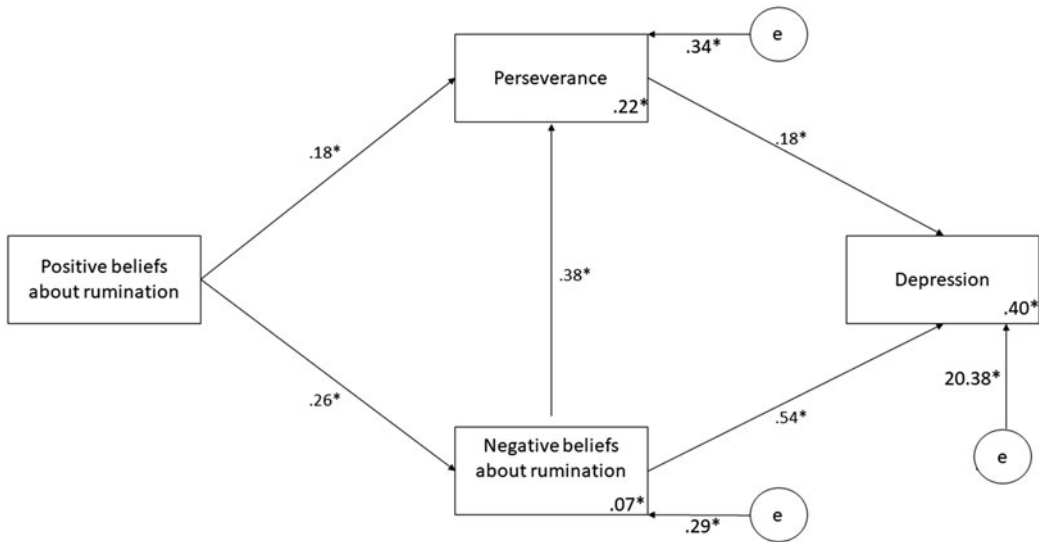 e
.34*
Perseverance
.22*
.18*
.18*
Positive beliefs
about rumination
.38*
Depression
.40*
.26*
.54*
20.38*
Negative beliefs
about rumination
.07*
e
.29*
e